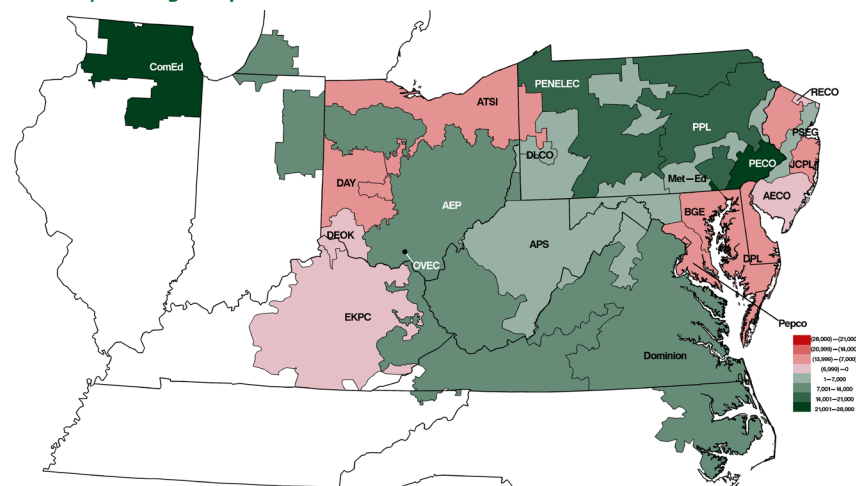 ComEd
PENELEC
ATSI
RECO
PPL
PSEG
DLCO
PECO
JCPL
DAY
Met—Ed
AECO
AEP
BGE
DEOK
APS
DPL
OVEC
EKPC
Pepco
Dominion
(28,000)—(21,000
(20,999)—(14,000
(13,999)—(7,000)
(6,999)—0
1—7,000
7,001—14,000
14,001—21,000
21,001—28,000